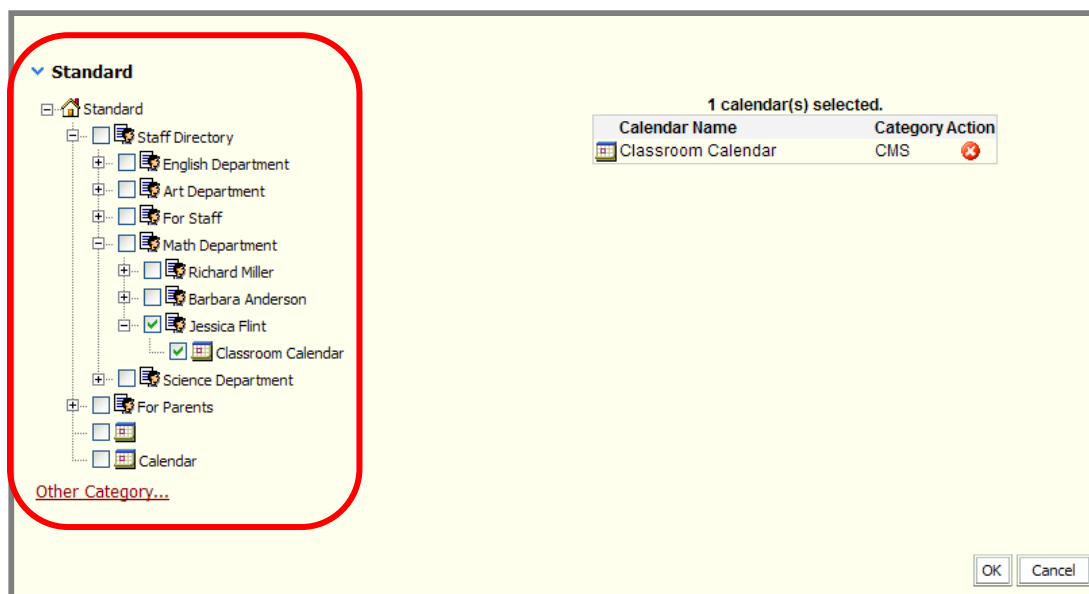 Standard
Standard
Staff Directory
English Department
Art Department
For Staff
Math Department
Richard Miller
Barbara Anderson
Jessica Flint
Classroom Calendar
Science Department
For Parents
Calendar
Other Category...
1 calendar(s) selected.
Calendar Name Category Action
Classroom Calendar CMS
OK Cancel